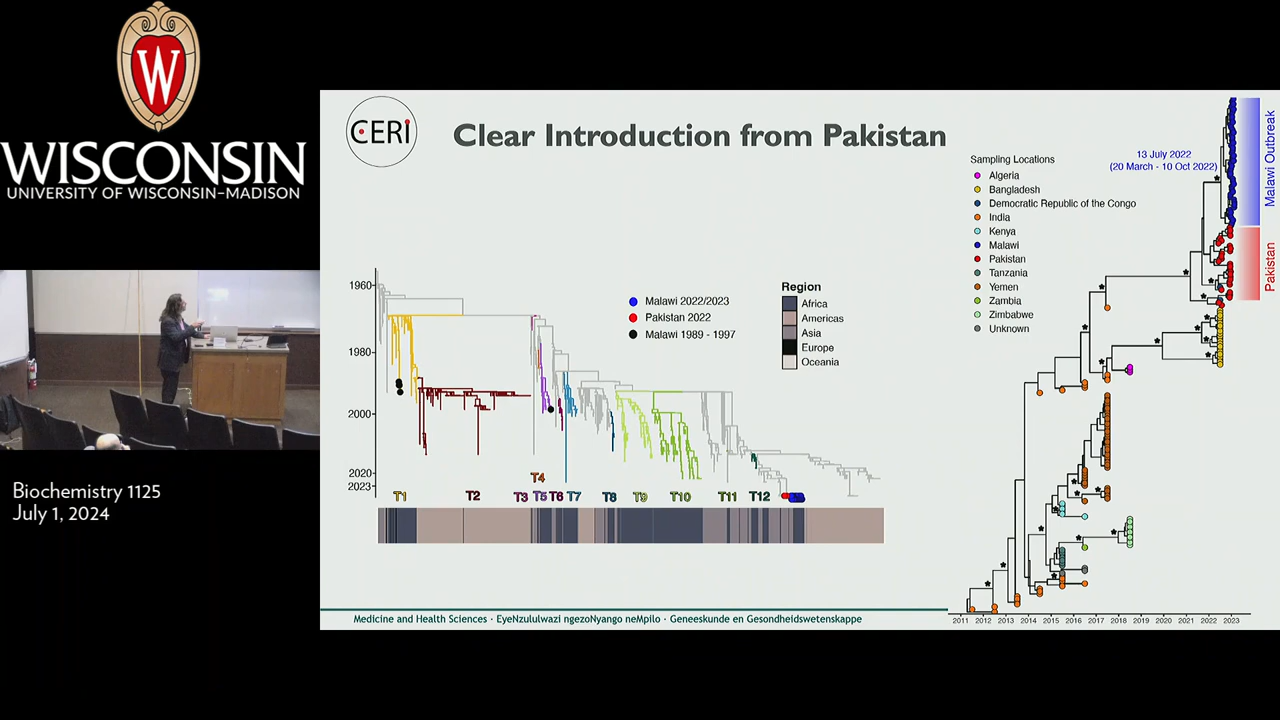 W
WISCONSIN
UNIVERSITY OF WISCONSIN–MADISON
Biochemistry 1125
July 1, 2024
CERI
Clear Introduction from Pakistan
1960
1980
2000
2020
2023
Malawi 2022/2023
Pakistan 2022
Malawi 1989 - 1997
Region
Africa
Americas
Asia
Europe
Oceania
T1
T2
T3
T4
T5
T6
T7
T8
T9
T10
T11
T12
Sampling Locations
Algeria
Bangladesh
Democratic Republic of the Congo
India
Kenya
Malawi
Pakistan
Tanzania
Yemen
Zambia
Zimbabwe
Unknown
13 July 2022
(20 March - 10 Oct 2022)
Malawi Outbreak
Pakistan
2011 2012 2013 2014 2015 2016 2017 2018 2019 2020 2021 2022 2023
Medicine and Health Sciences · EyeNzululwazi ngezoNyango neMpilo · Geneeskunde en Gesondheidswetenskappe